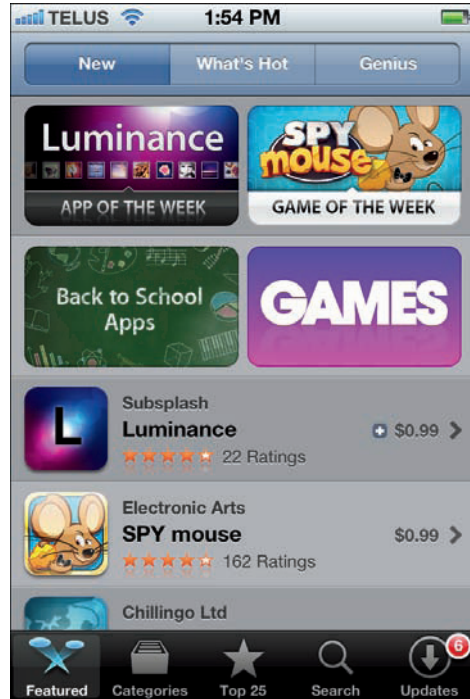 TELUS 1:54 PM
New What's Hot Genius
Luminance
APP OF THE WEEK
SPY
mouse
GAME OF THE WEEK
Back to School
Apps
GAMES
L
Subsplash
Luminance
$0.99
22 Ratings
Electronic Arts
SPY mouse
$0.99
162 Ratings
Chillingo Ltd
6
Featured Categories Top 25 Search Updates